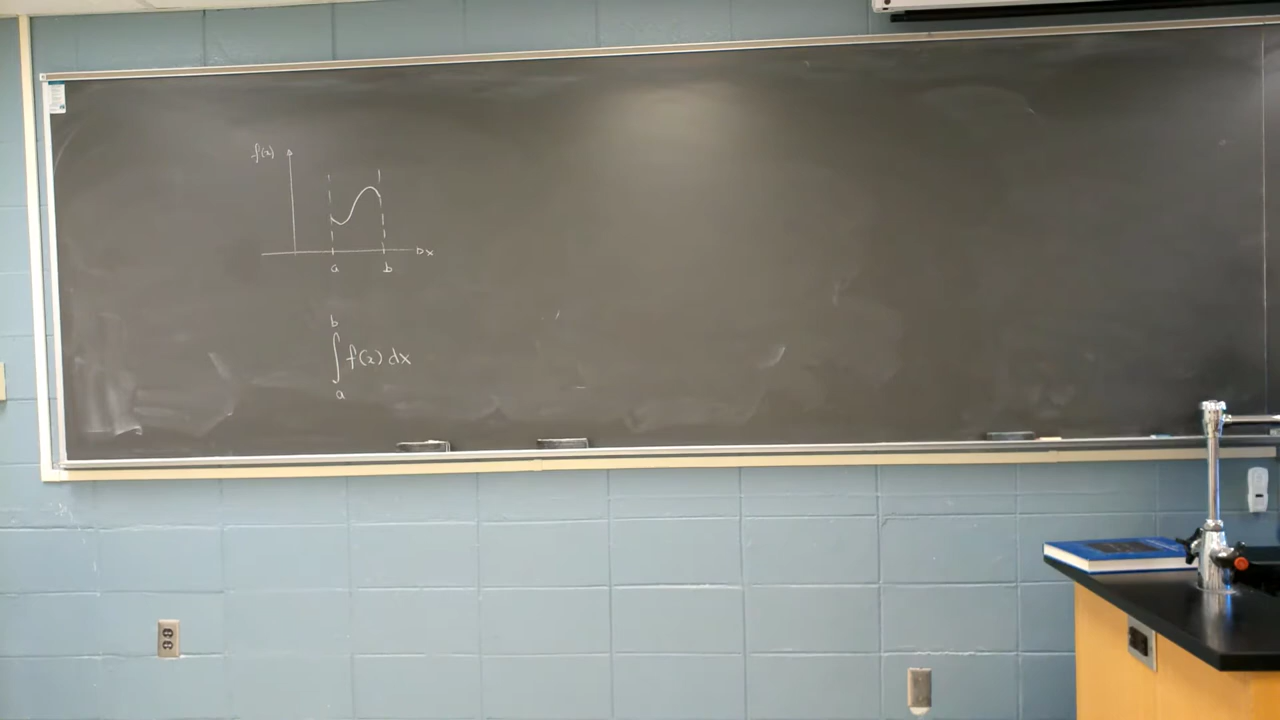 f(x)
x
a b
b
∫ f(x) dx
a